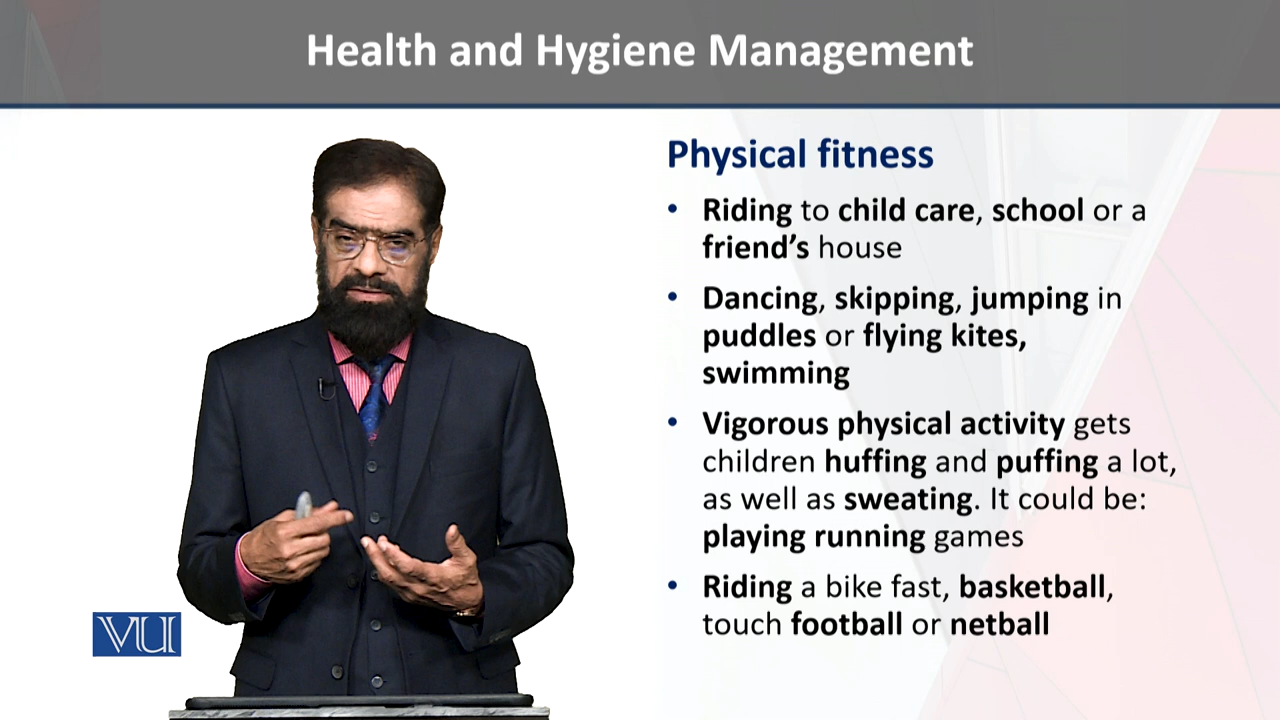 Health and Hygiene Management
Physical fitness
• Riding to child care, school or a
friend’s house
• Dancing, skipping, jumping in
puddles or flying kites,
swimming
• Vigorous physical activity gets
children huffing and puffing a lot,
as well as sweating. It could be:
playing running games
• Riding a bike fast, basketball,
touch football or netball
VU